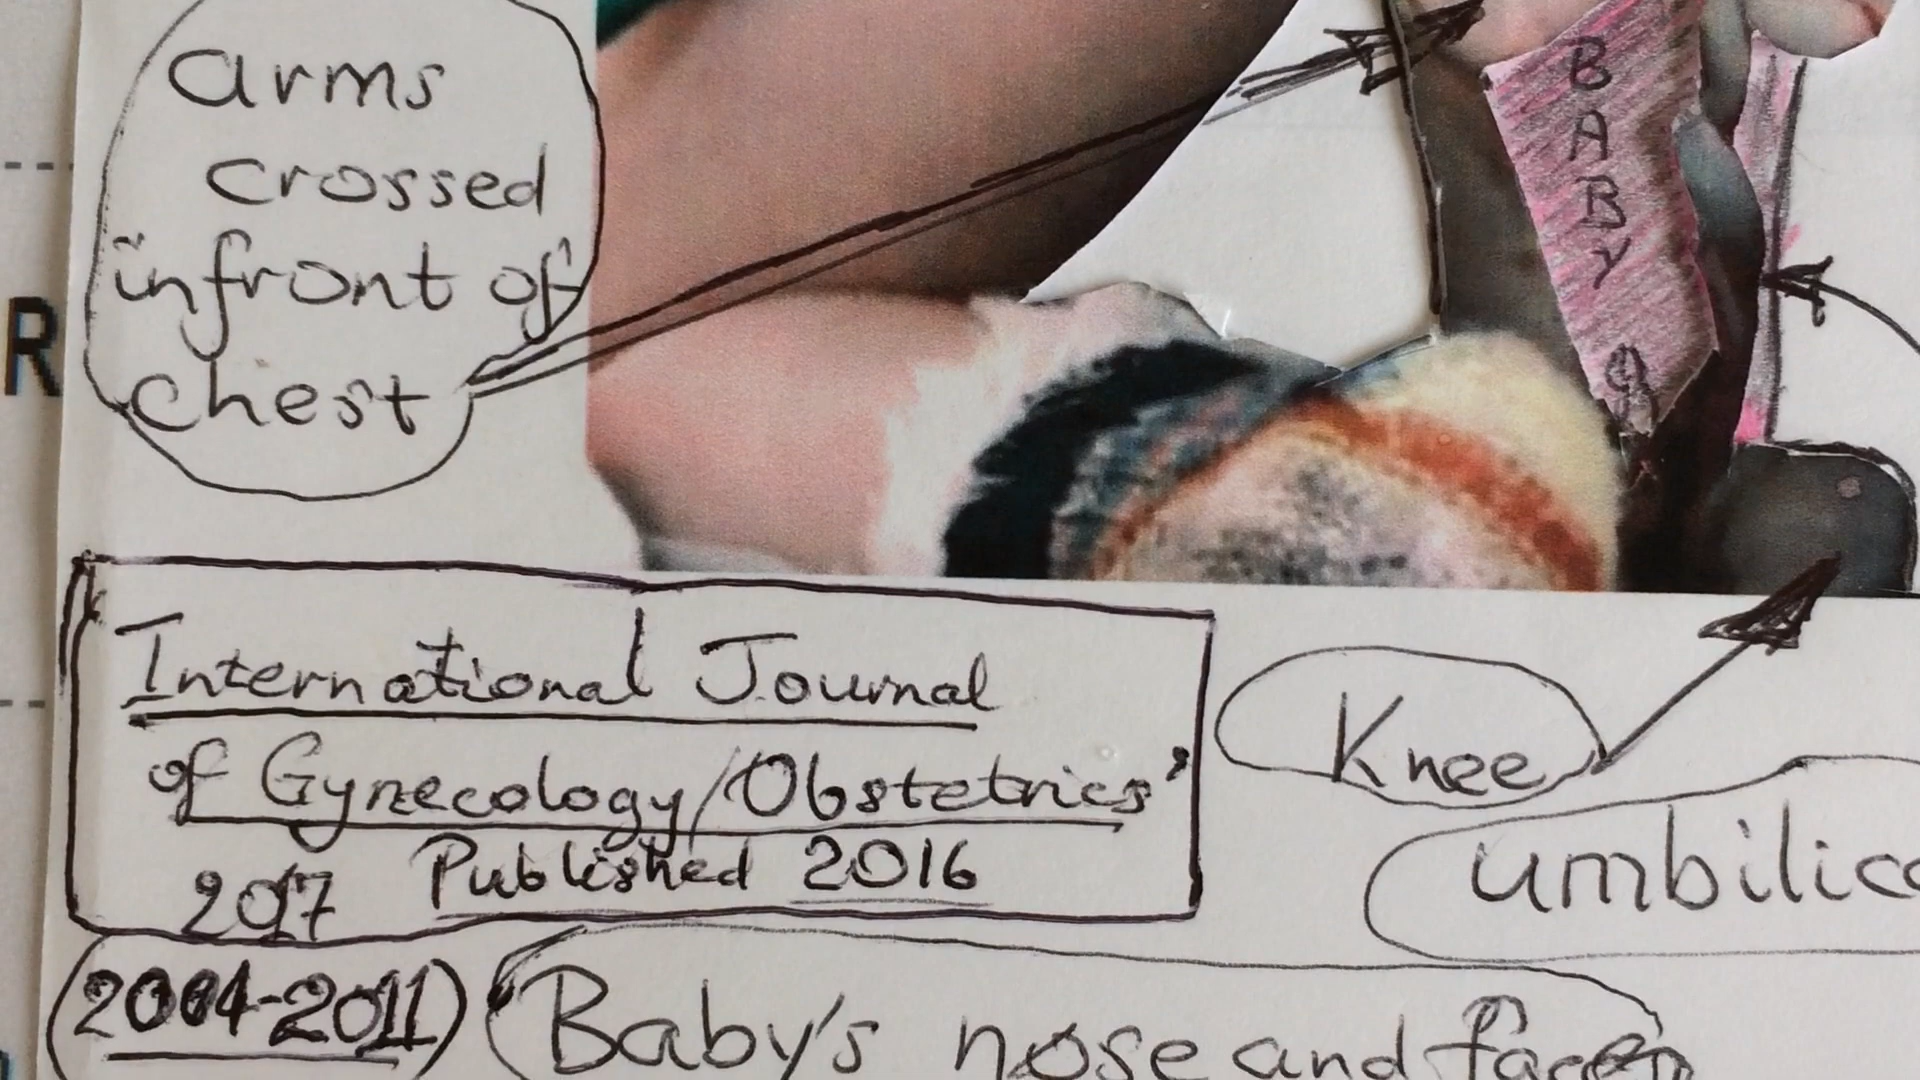 arms
crossed
infront of
chest
R
BABY
International Journal
of Gynecology/Obstetrics'
2017 Published 2016
Knee
umbilic
(2004-2011)
Baby's nose and face